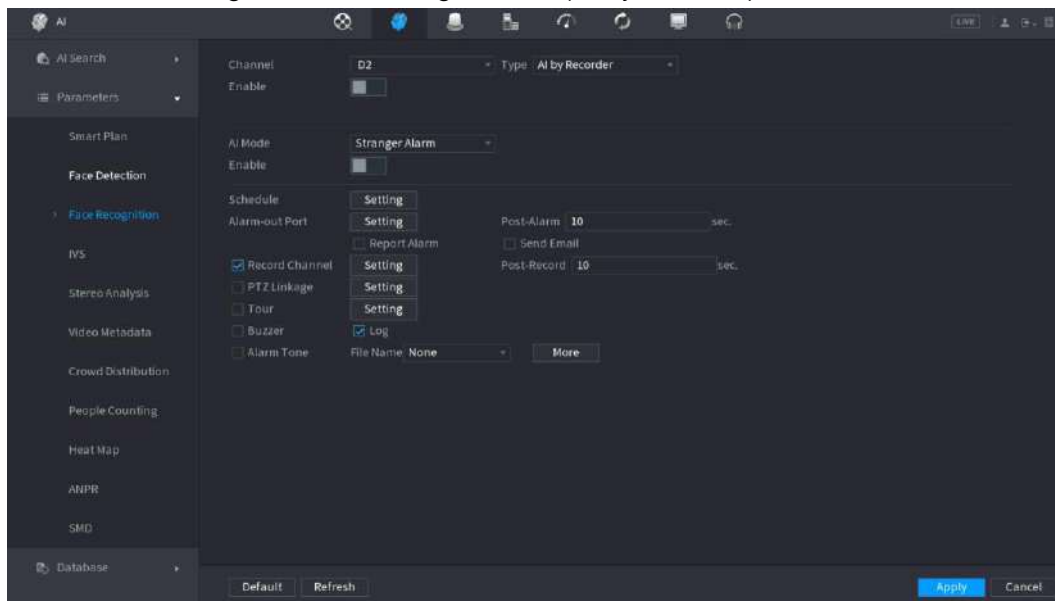 AI
LIVE
AI Search
Parameters
Smart Plan
Face Detection
Face Recognition
IVS
Stereo Analysis
Video Metadata
Crowd Distribution
People Counting
Heat Map
ANPR
SMD
Database
Channel D2 Type AI by Recorder
Enable
AI Mode Stranger Alarm
Enable
Schedule Setting
Alarm-out Port Setting Post-Alarm 10 sec.
Report Alarm Send Email
Record Channel Setting Post-Record 10 sec.
PTZ Linkage Setting
Tour Setting
Buzzer Log
Alarm Tone File Name None More
Default Refresh Apply Cancel